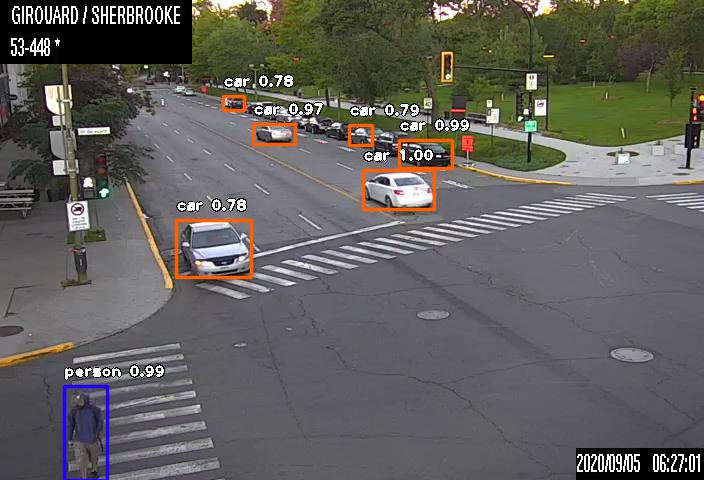 GIROUARD / SHERBROOKE
53-448 *
car 0.78
car 0.97
car 0.79
car 0.99
car 1.00
car 0.78
person 0.99
2020/09/05 06:27:01